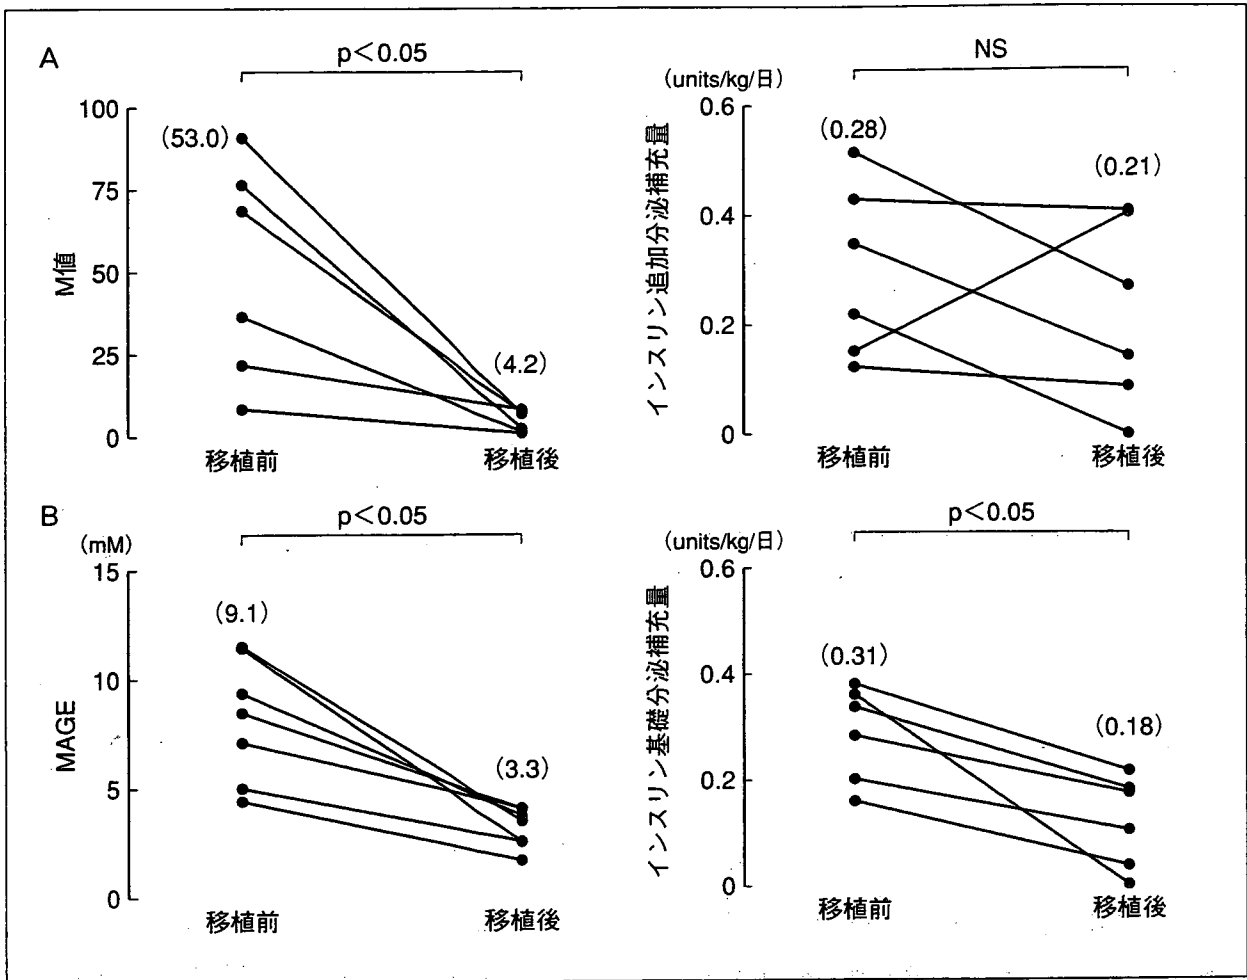 A
p＜0.05
100
75
50
25
0
M値
(53.0)
(4.2)
移植前
移植後
NS
(units/kg/日)
0.6
0.4
0.2
0
インスリン追加分泌補充量
(0.28)
(0.21)
移植前
移植後
B
p＜0.05
(mM)
15
10
5
0
MAGE
(9.1)
(3.3)
移植前
移植後
p＜0.05
(units/kg/日)
0.6
0.4
0.2
0
インスリン基礎分泌補充量
(0.31)
(0.18)
移植前
移植後